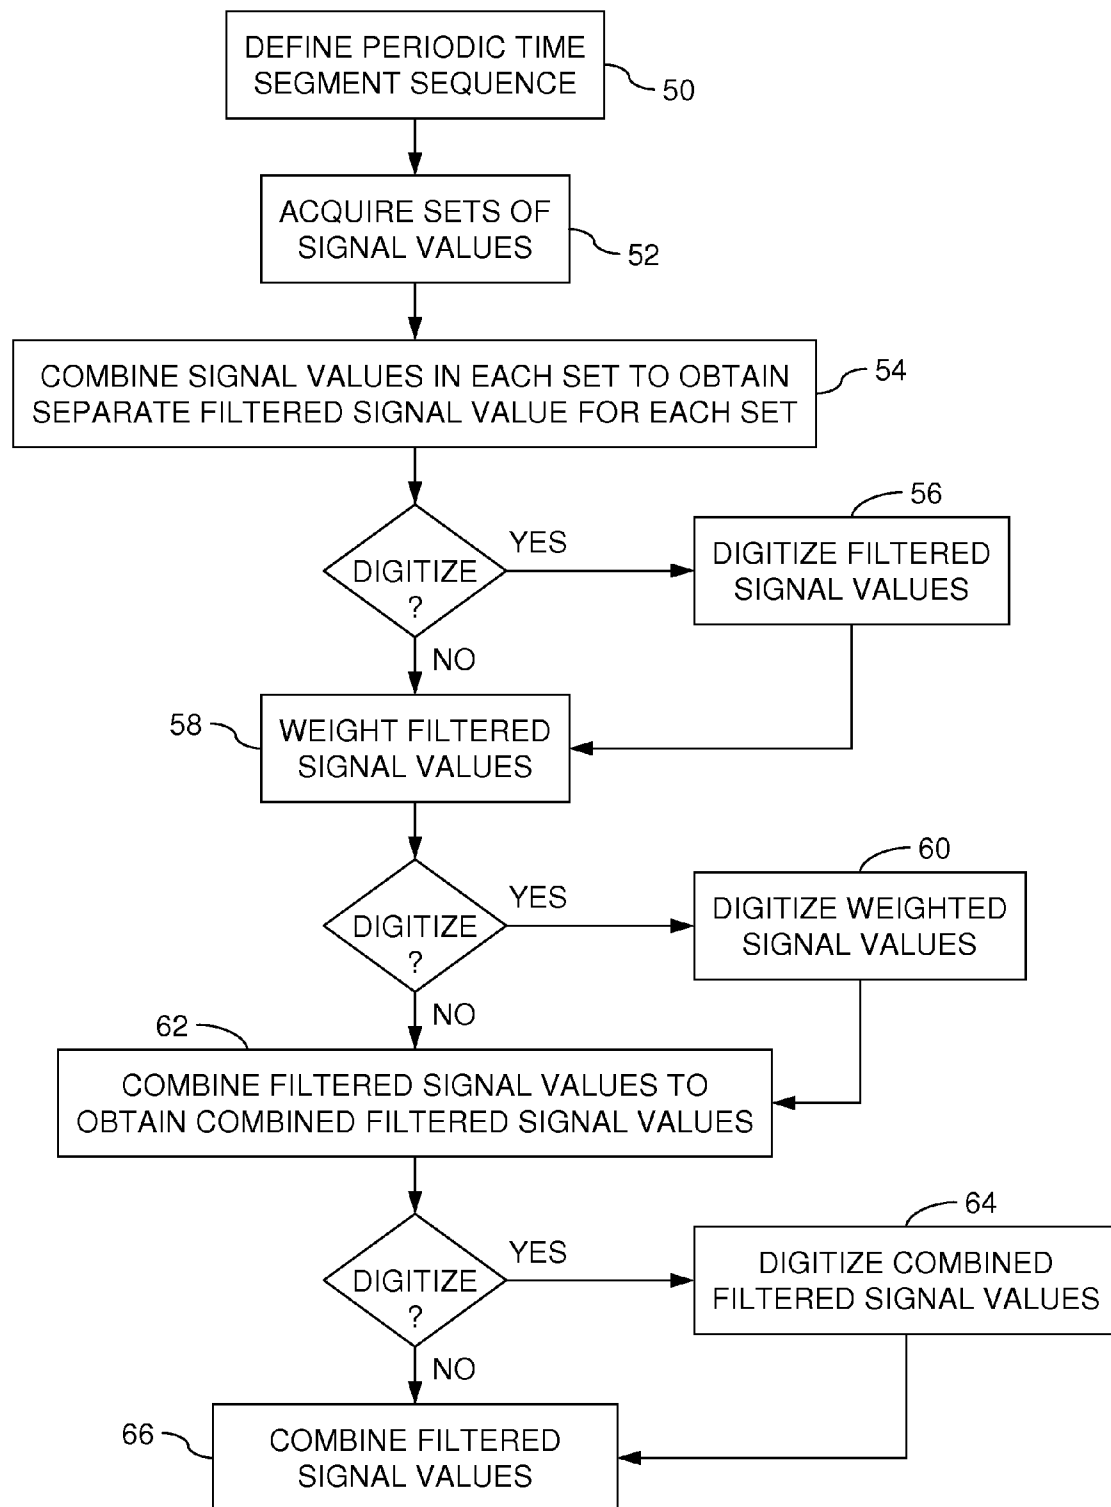 DEFINE PERIODIC TIME
SEGMENT SEQUENCE
50
ACQUIRE SETS OF
SIGNAL VALUES
52
COMBINE SIGNAL VALUES IN EACH SET TO OBTAIN
SEPARATE FILTERED SIGNAL VALUE FOR EACH SET
54
DIGITIZE
?
YES
NO
56
DIGITIZE FILTERED
SIGNAL VALUES
58
WEIGHT FILTERED
SIGNAL VALUES
DIGITIZE
?
YES
NO
60
DIGITIZE WEIGHTED
SIGNAL VALUES
62
COMBINE FILTERED SIGNAL VALUES TO
OBTAIN COMBINED FILTERED SIGNAL VALUES
DIGITIZE
?
YES
NO
64
DIGITIZE COMBINED
FILTERED SIGNAL VALUES
66
COMBINE FILTERED
SIGNAL VALUES